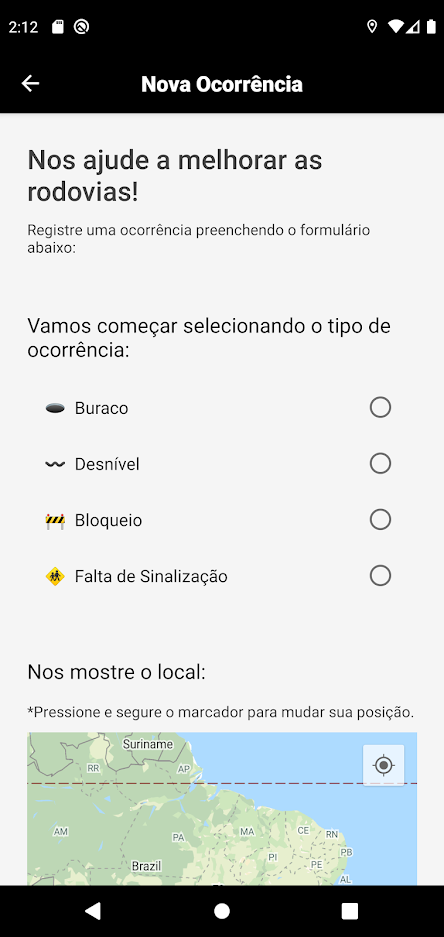 2:12
Nova Ocorrência
Nos ajude a melhorar as
rodovias!
Registre uma ocorrência preenchendo o formulário
abaixo:
Vamos começar selecionando o tipo de
ocorrência:
Buraco
Desnível
Bloqueio
Falta de Sinalização
Nos mostre o local:
*Pressione e segure o marcador para mudar sua posição.
Suriname
RR
AP
AM
PA
MA
CE
RN
PB
PI
PE
AL
Brazil